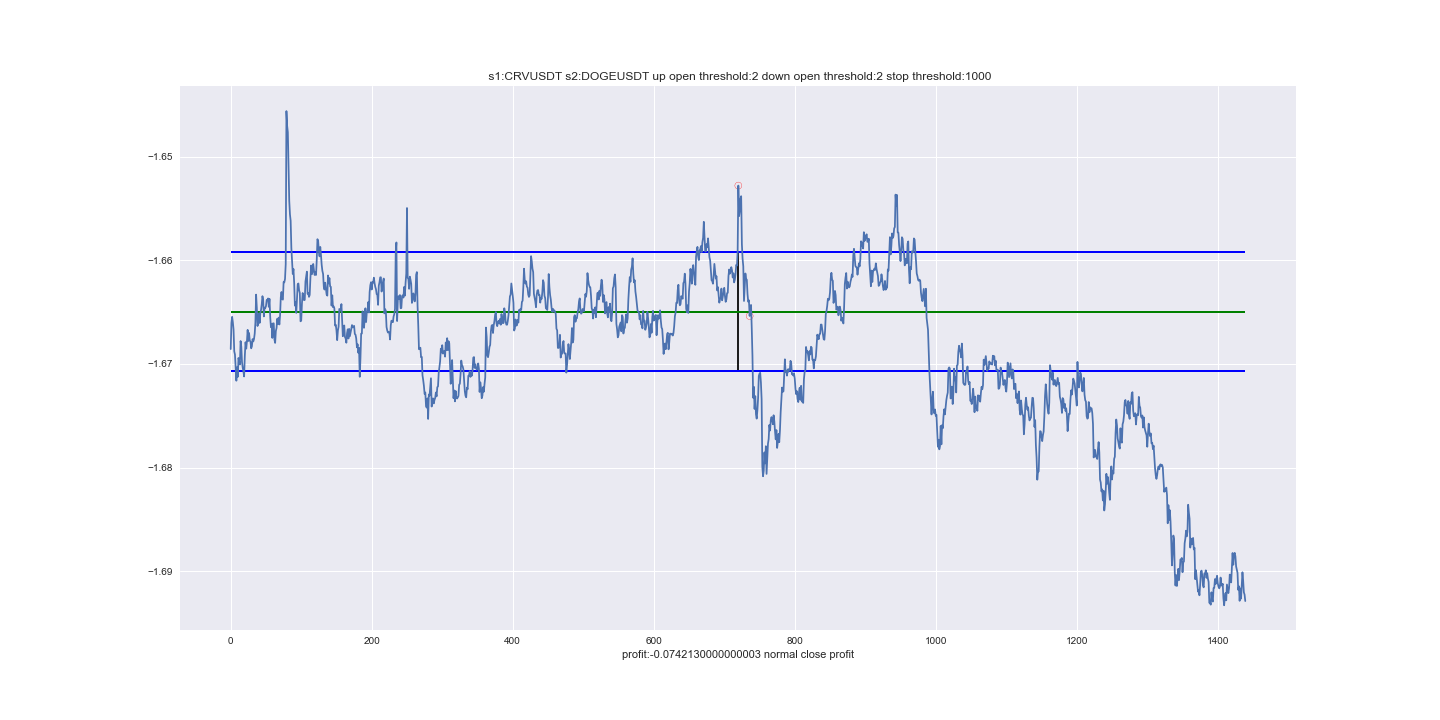 s1:CRVUSDT s2:DOGEUSDT up open threshold:2 down open threshold:2 stop threshold:1000
−1.65
−1.66
−1.67
−1.68
−1.69
0 200 400 600 800 1000 1200 1400
profit:-0.0742130000000003 normal close profit